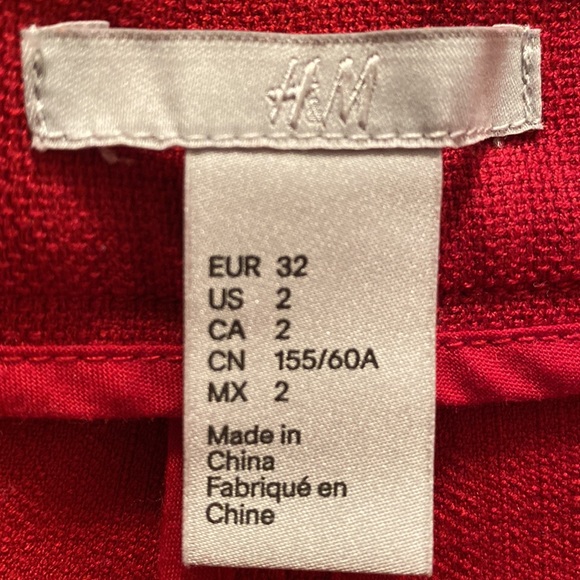 H&M
EUR 32
US 2
CA 2
CN 155/60A
MX 2
Made in
China
Fabriqué en
Chine